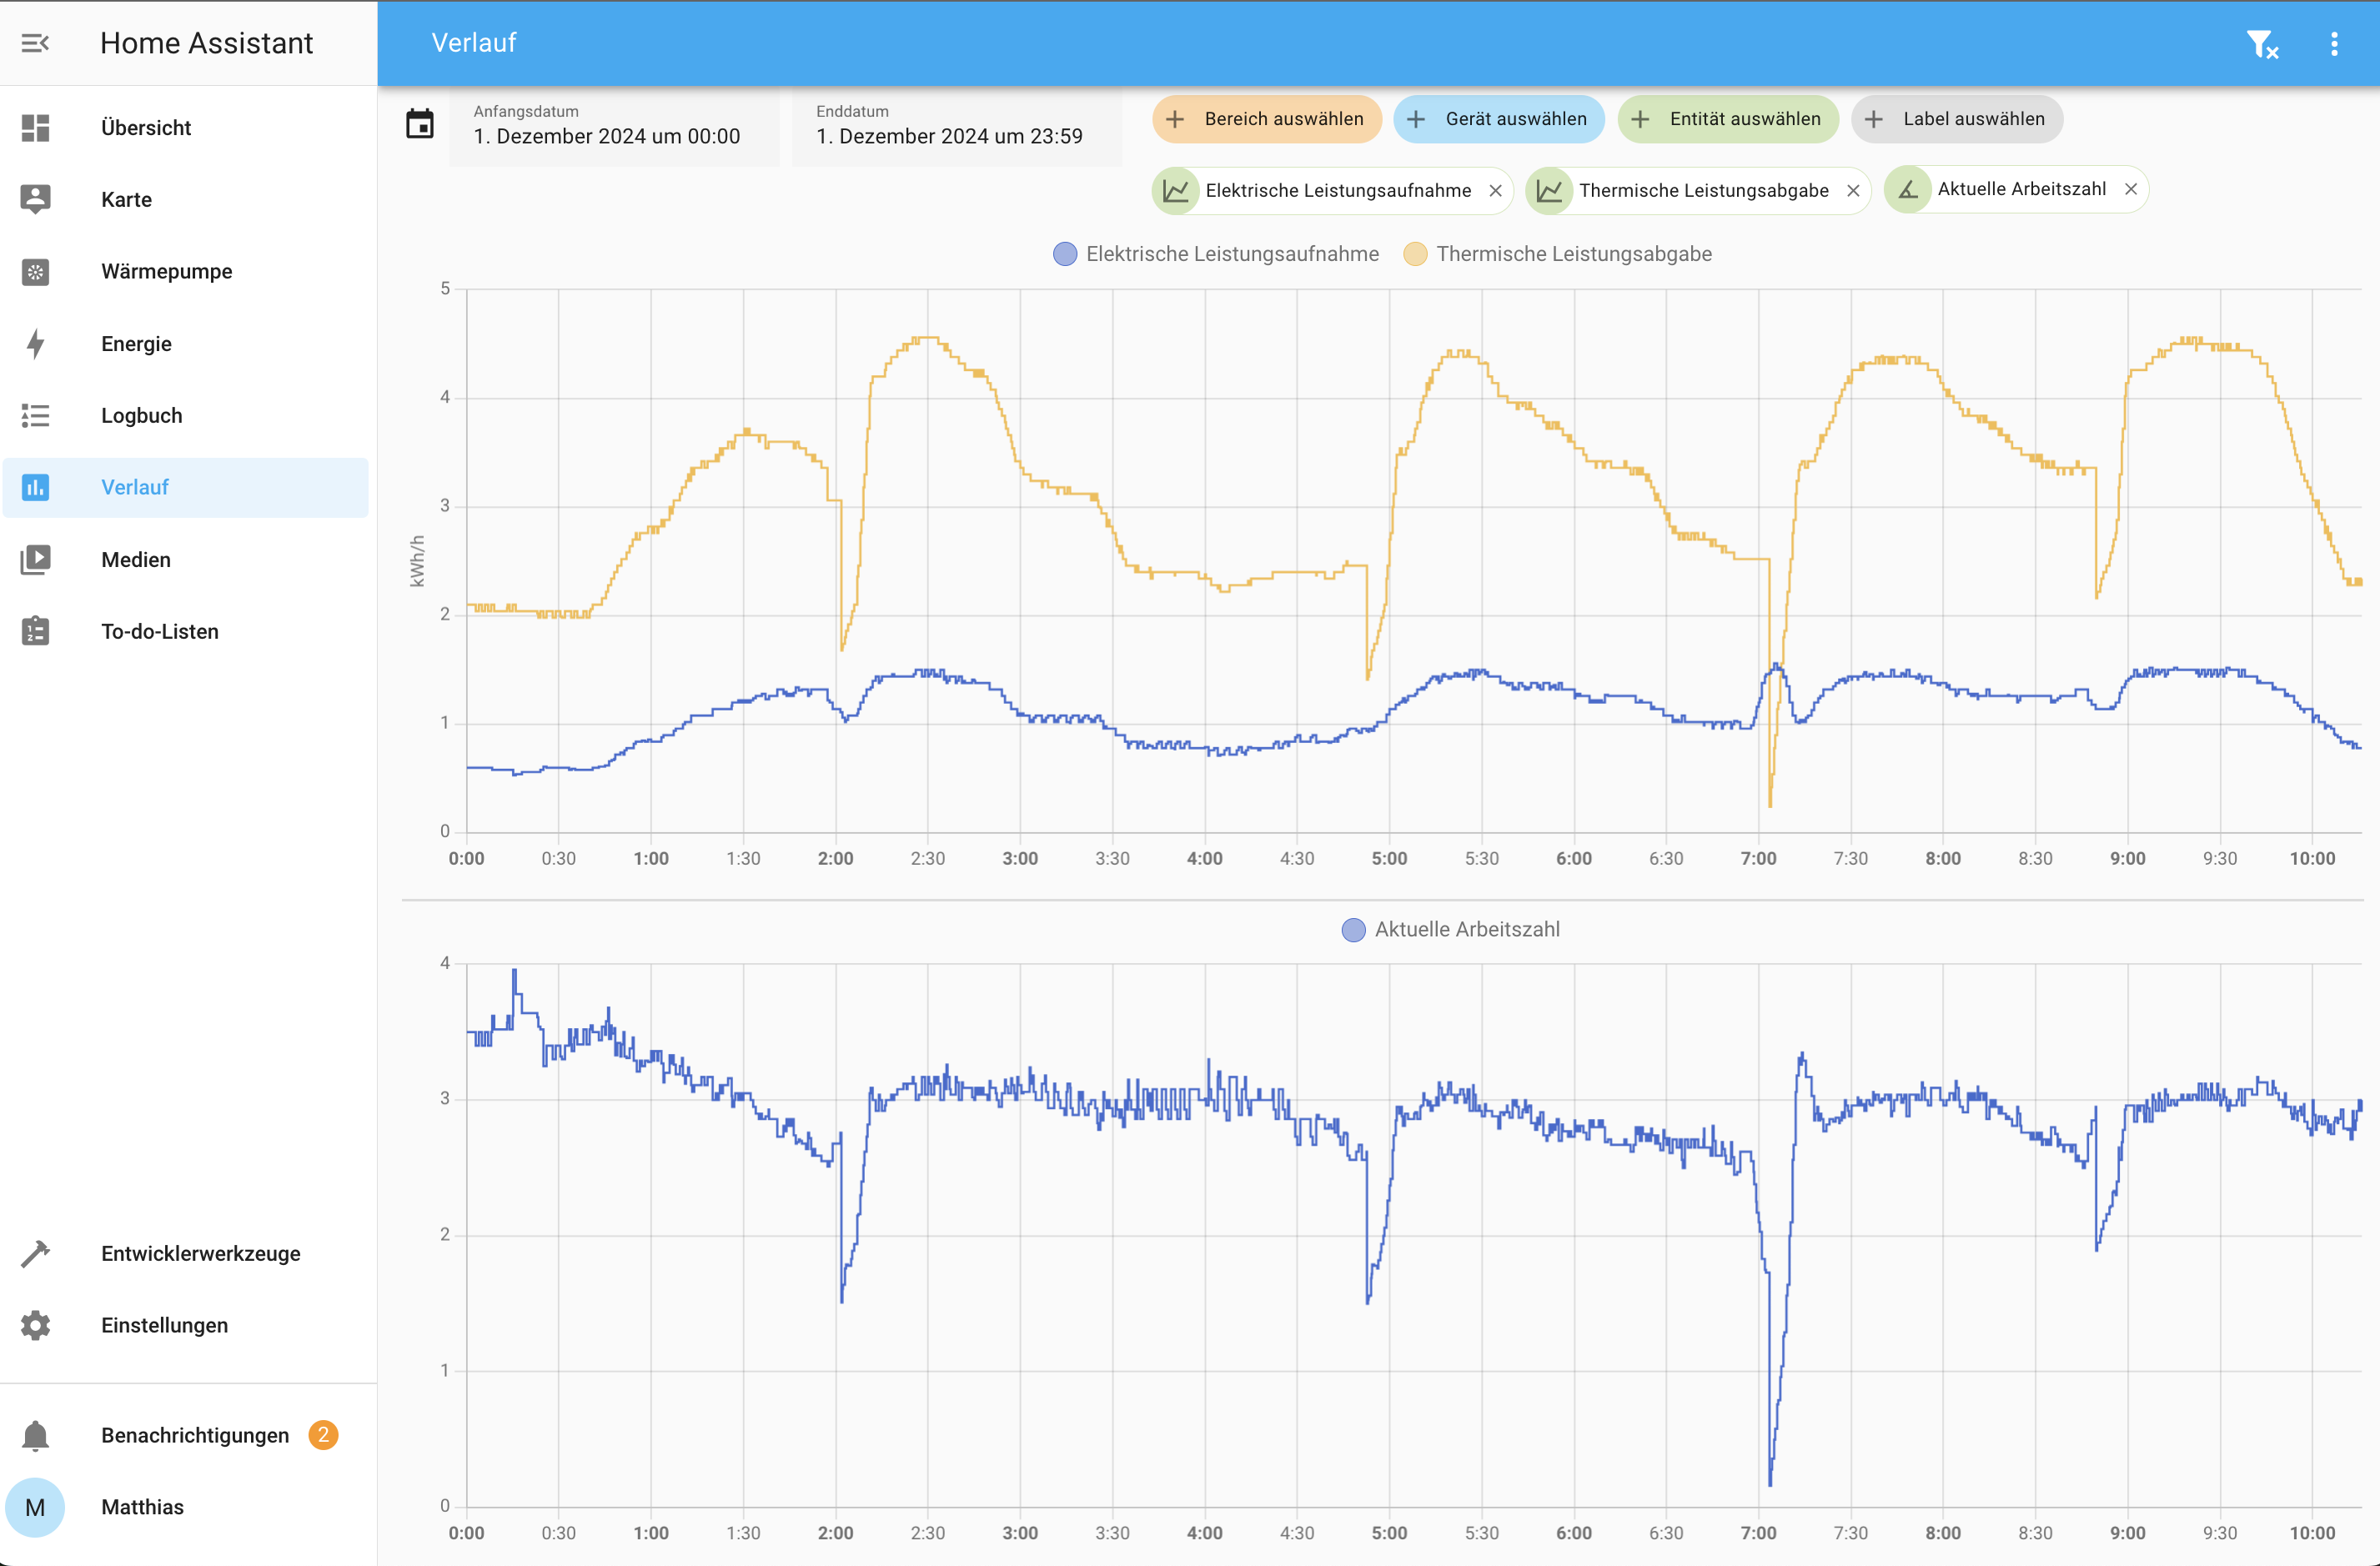 Home Assistant
Übersicht
Karte
Wärmepumpe
Energie
Logbuch
Verlauf
Medien
To-do-Listen
Entwicklerwerkzeuge
Einstellungen
Benachrichtigungen 2
M Matthias
Verlauf
Anfangsdatum
1. Dezember 2024 um 00:00
Enddatum
1. Dezember 2024 um 23:59
Bereich auswählen
Gerät auswählen
Entität auswählen
Label auswählen
Elektrische Leistungsaufnahme
Thermische Leistungsabgabe
Aktuelle Arbeitszahl
Elektrische Leistungsaufnahme Thermische Leistungsabgabe
5
4
3
2
1
0
kWh/h
0:00 0:30 1:00 1:30 2:00 2:30 3:00 3:30 4:00 4:30 5:00 5:30 6:00 6:30 7:00 7:30 8:00 8:30 9:00 9:30 10:00
Aktuelle Arbeitszahl
4
3
2
1
0
0:00 0:30 1:00 1:30 2:00 2:30 3:00 3:30 4:00 4:30 5:00 5:30 6:00 6:30 7:00 7:30 8:00 8:30 9:00 9:30 10:00